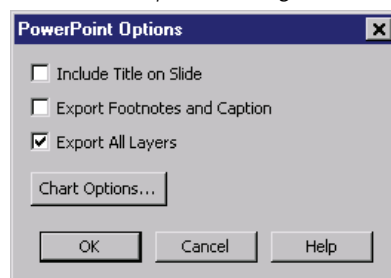 PowerPoint Options
Include Title on Slide
Export Footnotes and Caption
Export All Layers
Chart Options...
OK Cancel Help